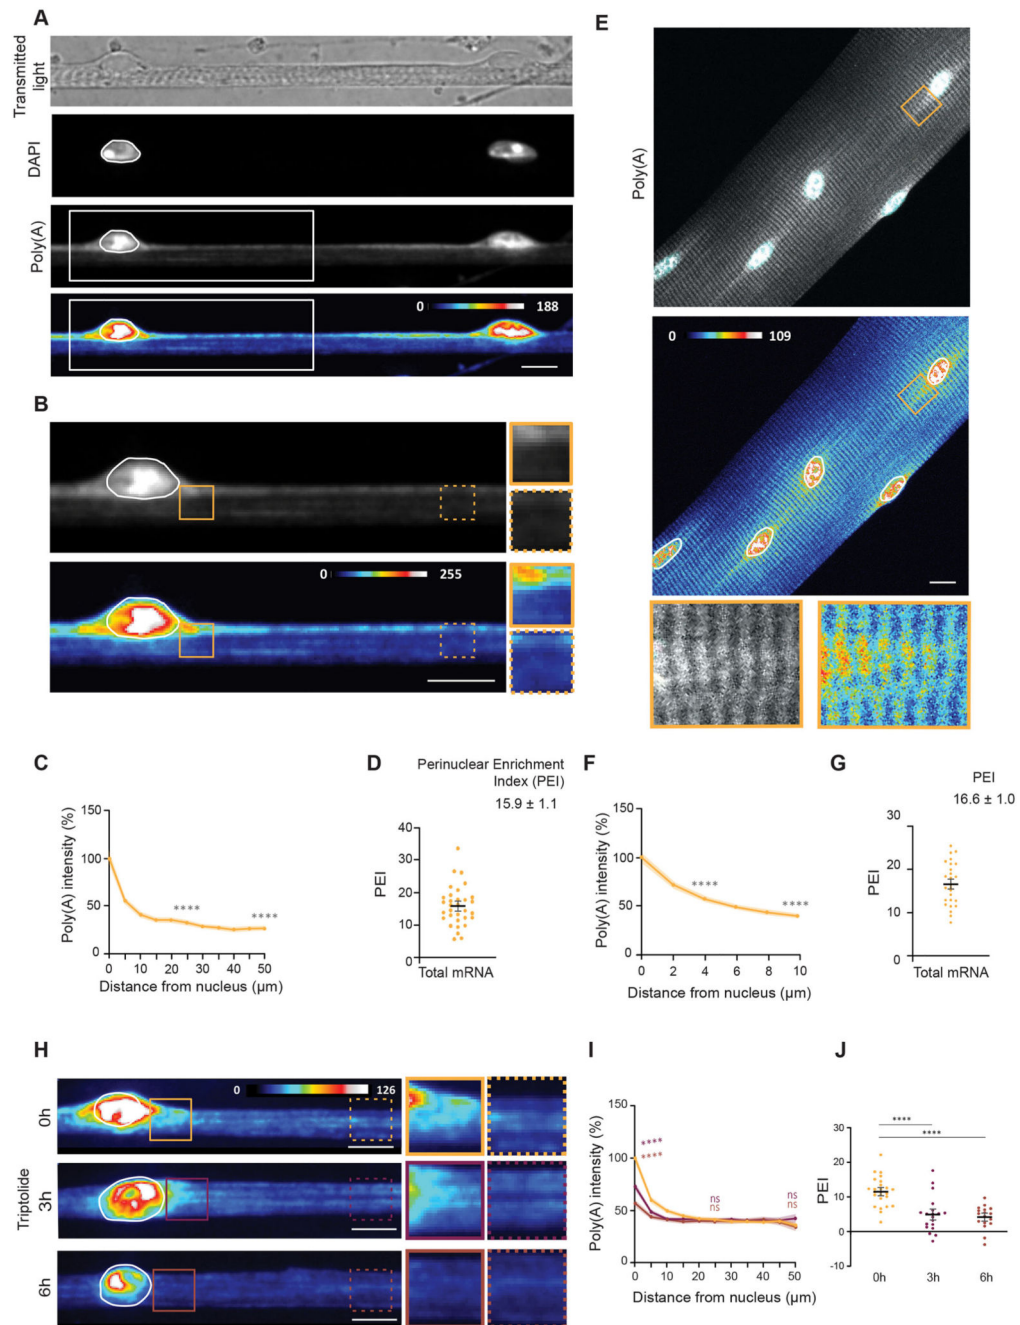 A
Transmitted
light
DAPI
Poly(A)
0 188
B
0 255
E
Poly(A)
0 109
C
Poly(A) intensity (%)
150
100
50
0
****
****
0 10 20 30 40 50
Distance from nucleus (µm)
D
Perinuclear Enrichment
Index (PEI)
15.9 ± 1.1
PEI
40
30
20
10
0
Total mRNA
F
Poly(A) intensity (%)
150
100
50
0
****
****
0 2 4 6 8 10
Distance from nucleus (µm)
G
PEI
16.6 ± 1.0
PEI
30
20
10
0
Total mRNA
H
Triptolide
0h
3h
6h
0 126
I
Poly(A) intensity (%)
150
100
50
0
****
****
ns
ns
ns
ns
0 10 20 30 40 50
Distance from nucleus (µm)
J
PEI
30
20
10
0
-10
****
****
0h 3h 6h